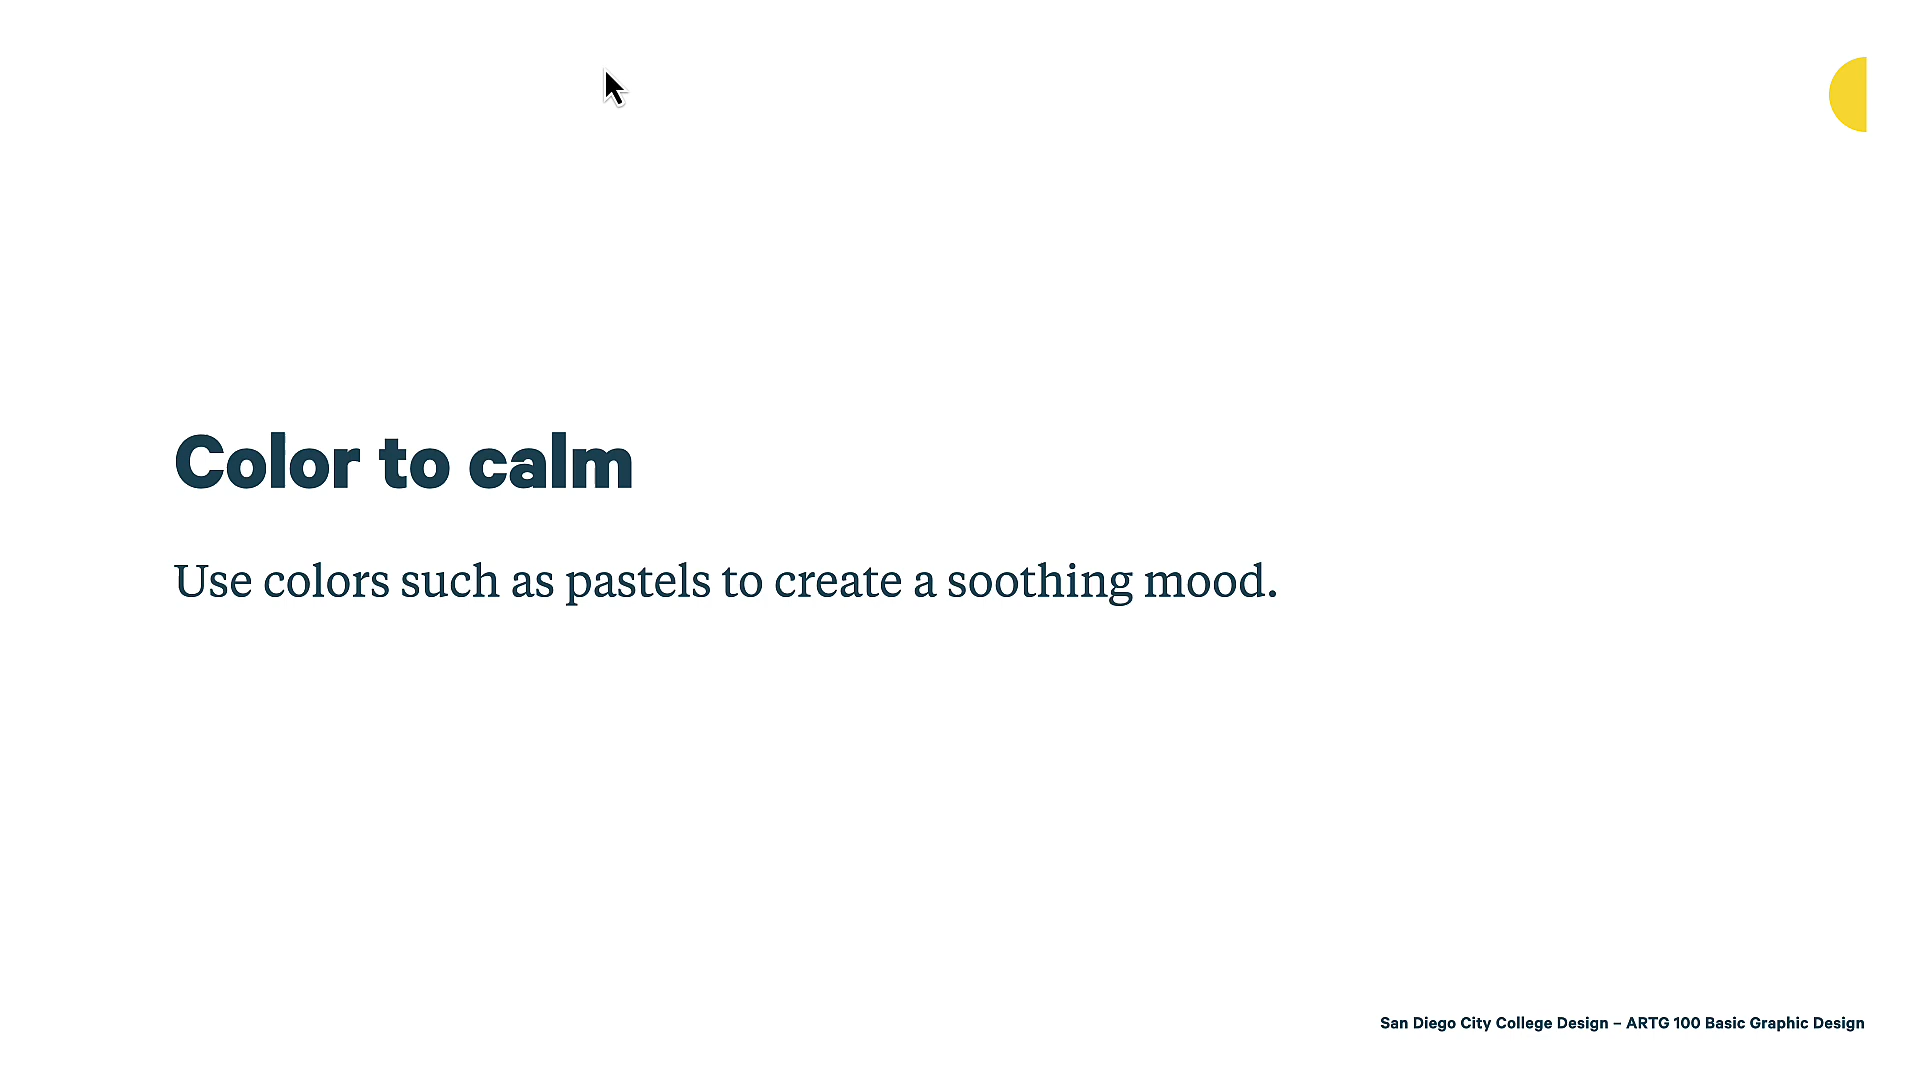 Color to calm
Use colors such as pastels to create a soothing mood.
San Diego City College Design – ARTG 100 Basic Graphic Design